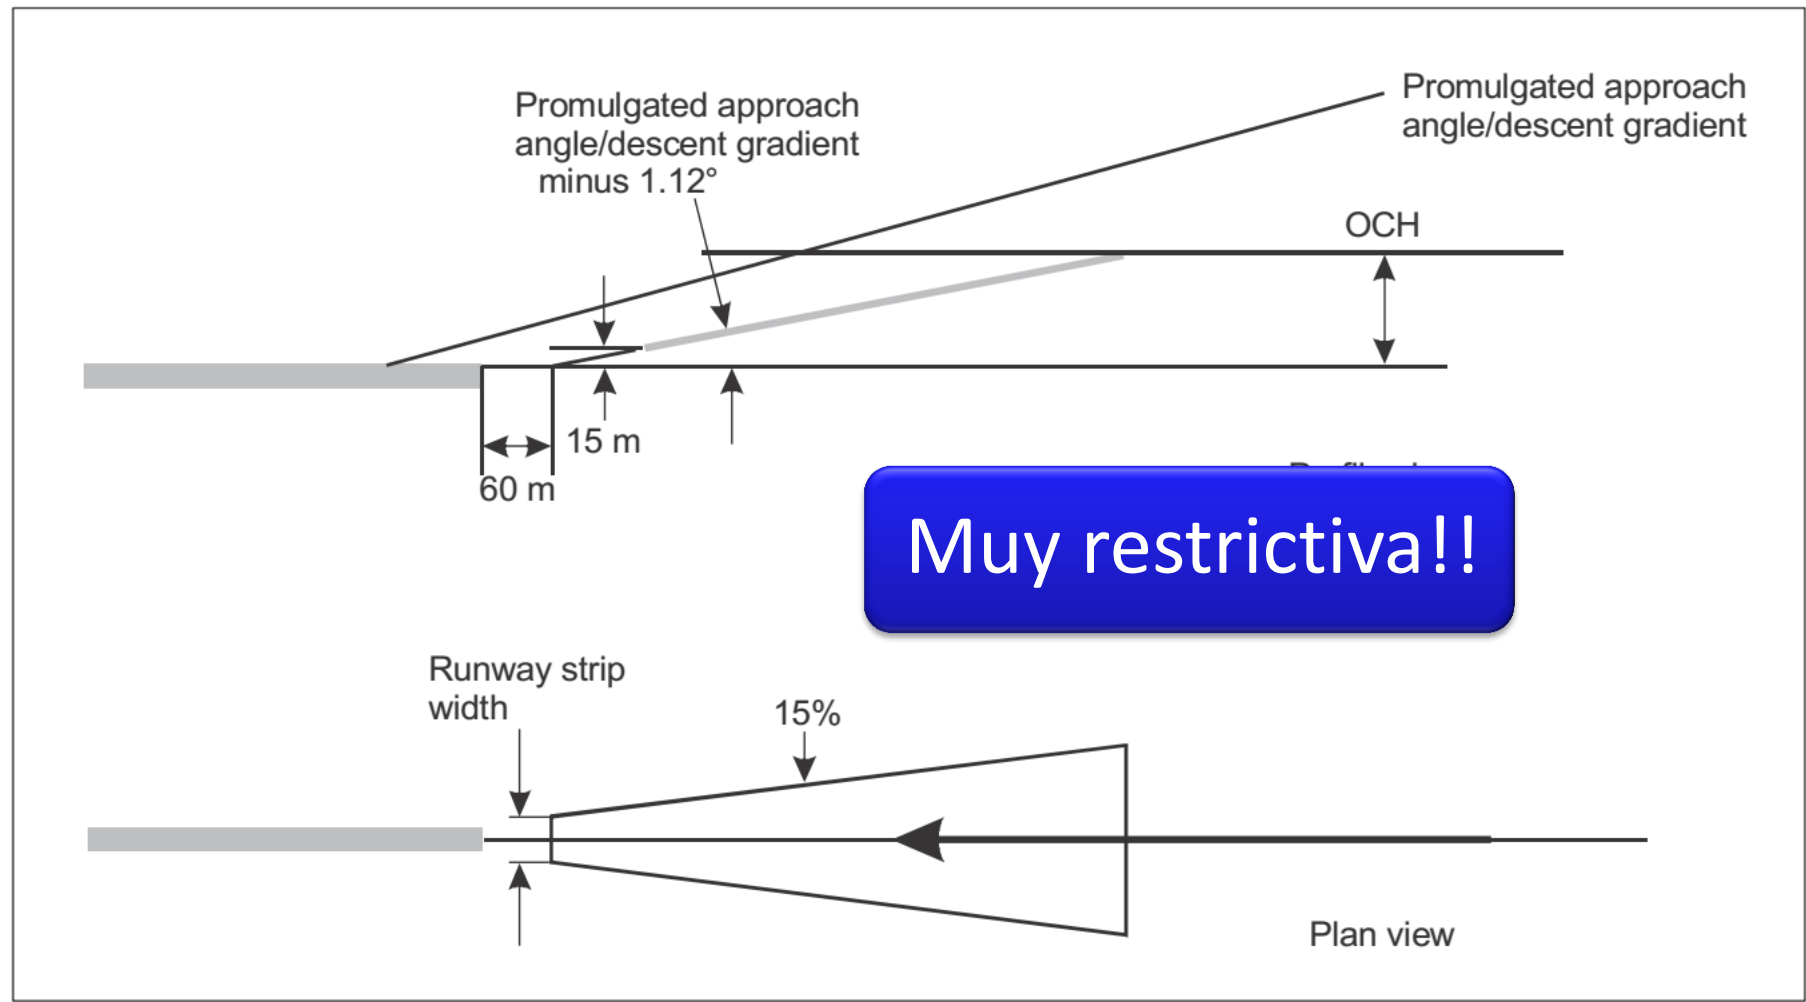 Promulgated approach
angle/descent gradient
Promulgated approach
angle/descent gradient
minus 1.12°
OCH
15 m
60 m
Muy restrictiva!!
Runway strip
width
15%
Plan view